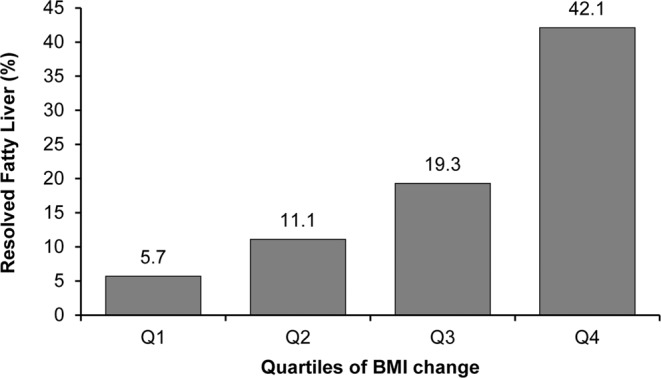 Resolved Fatty Liver (%)
45
40
35
30
25
20
15
10
5
0
5.7
11.1
19.3
42.1
Q1
Q2
Q3
Q4
Quartiles of BMI change